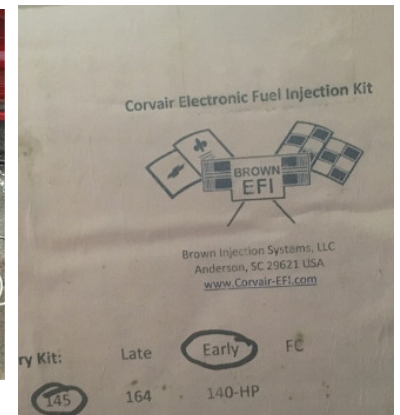 Corvair Electronic Fuel Injection Kit
BROWN
EFI
Brown Injection Systems, LLC
Anderson, SC 29621 USA
www.Corvair-EFI.com
ry Kit: Late Early FC
145 164 140-HP